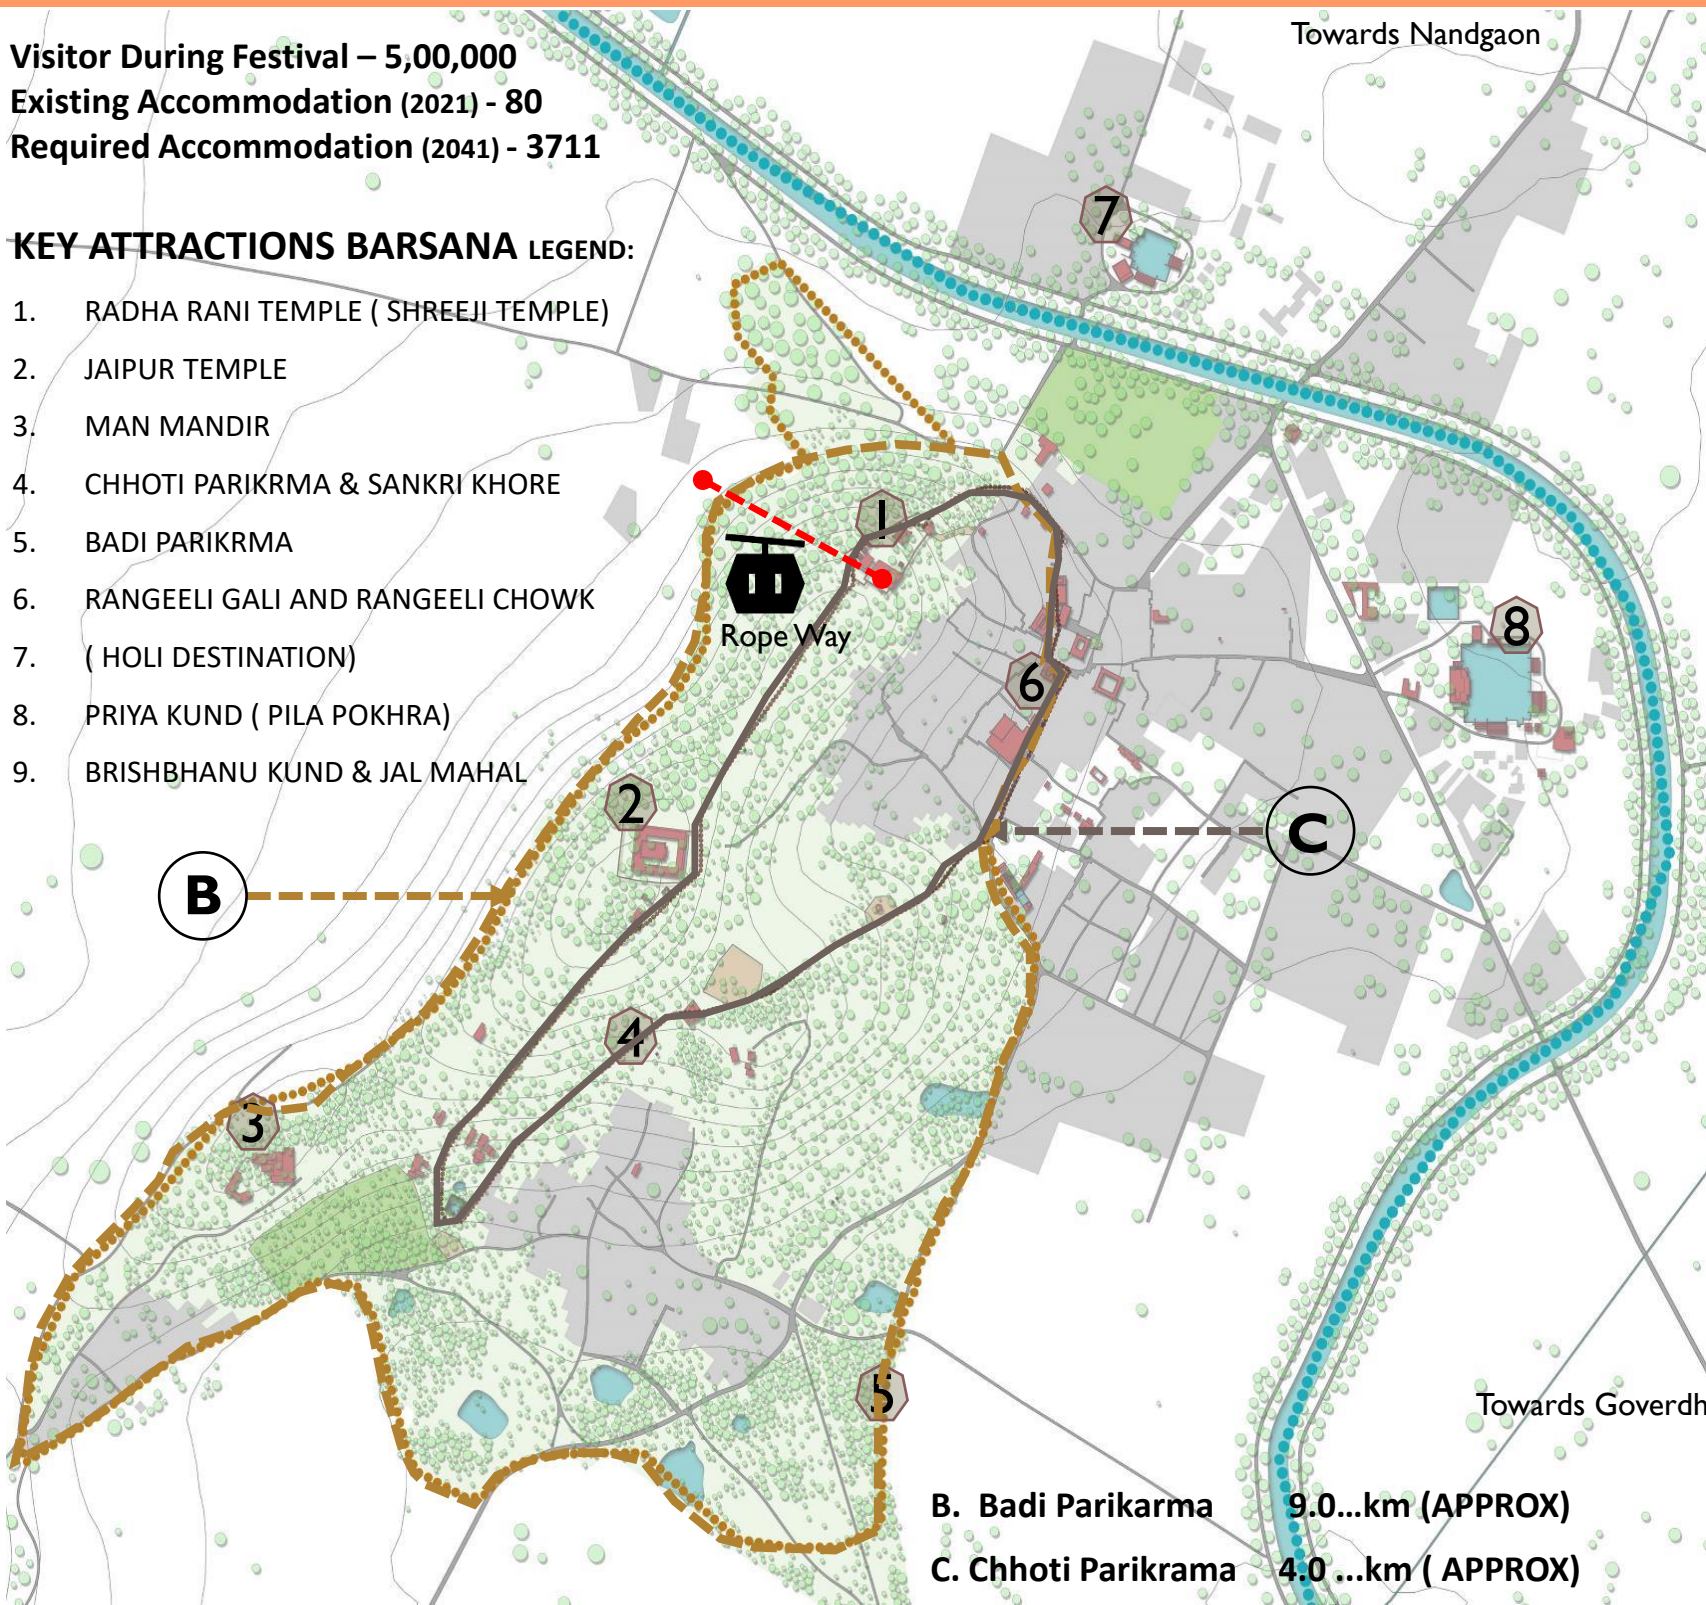 Visitor During Festival – 5,00,000
Existing Accommodation (2021) - 80
Required Accommodation (2041) - 3711
KEY ATTRACTIONS BARSANA LEGEND:
1. RADHA RANI TEMPLE ( SHREEJI TEMPLE)
2. JAIPUR TEMPLE
3. MAN MANDIR
4. CHHOTI PARIKRMA & SANKRI KHORE
5. BADI PARIKRMA
6. RANGEELI GALI AND RANGEELI CHOWK
7. ( HOLI DESTINATION)
8. PRIYA KUND ( PILA POKHRA)
9. BRISHBHANU KUND & JAL MAHAL
Towards Nandgaon
7
1
Rope Way
8
6
2
C
B
4
3
5
Towards Goverdh
B. Badi Parikarma 9.0...km (APPROX)
C. Chhoti Parikrama 4.0 ...km ( APPROX)